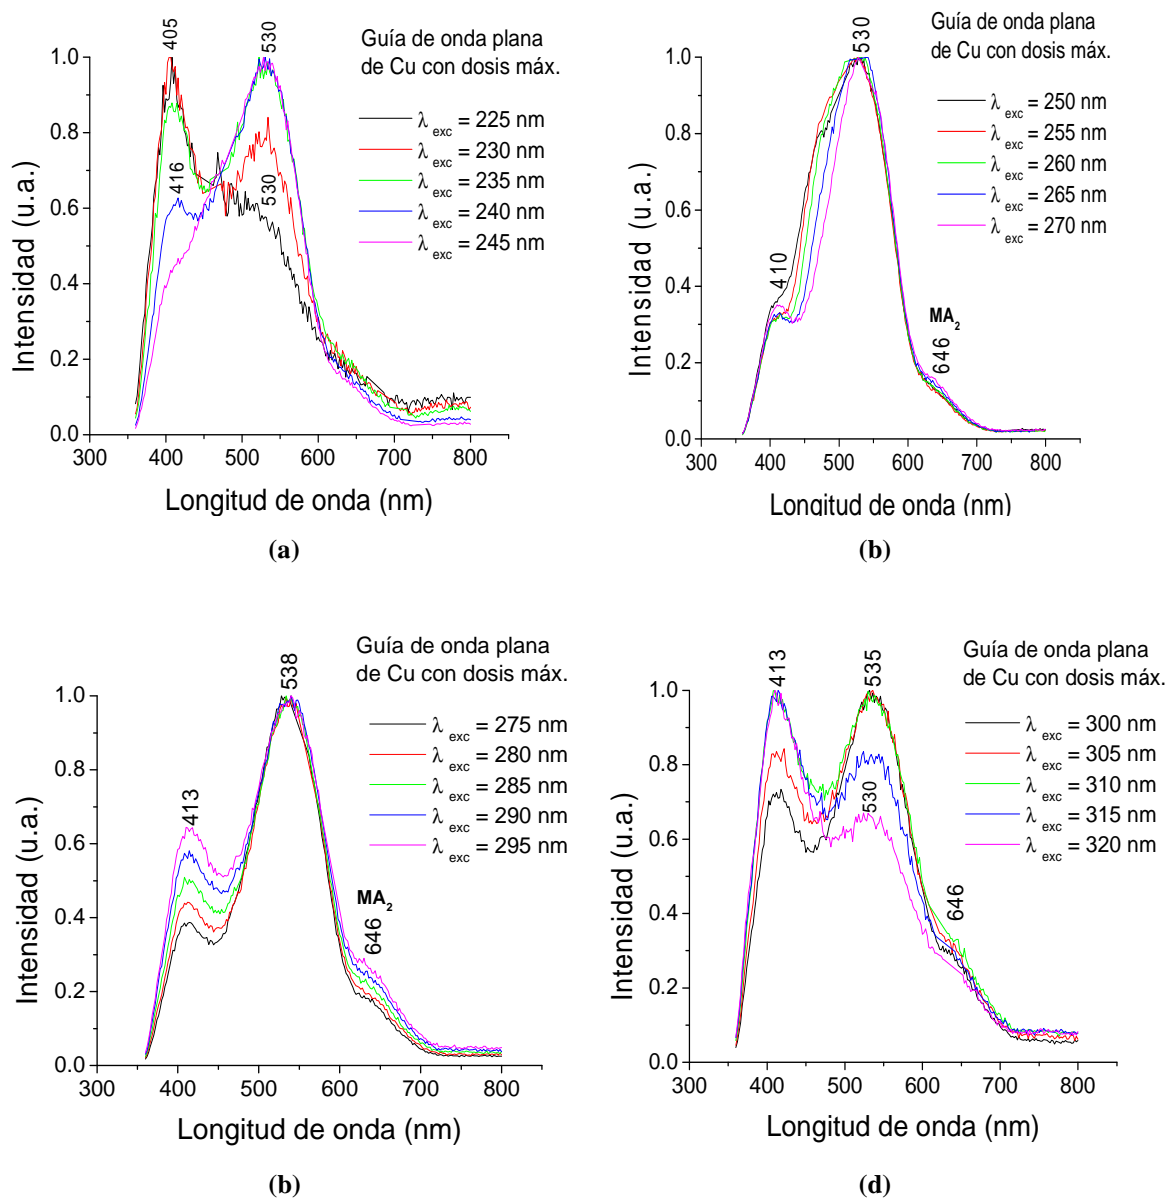 405
530
Guía de onda plana
de Cu con dosis máx.
λ exc = 225 nm
λ exc = 230 nm
λ exc = 235 nm
λ exc = 240 nm
λ exc = 245 nm
416
530
1.0
0.8
0.6
0.4
0.2
0.0
Intensidad (u.a.)
300 400 500 600 700 800
Longitud de onda (nm)
(a)
530
Guía de onda plana
de Cu con dosis máx.
λ exc = 250 nm
λ exc = 255 nm
λ exc = 260 nm
λ exc = 265 nm
λ exc = 270 nm
410
MA2
646
1.0
0.8
0.6
0.4
0.2
0.0
Intensidad (u.a.)
300 400 500 600 700 800
Longitud de onda (nm)
(b)
538
Guía de onda plana
de Cu con dosis máx.
λ exc = 275 nm
λ exc = 280 nm
λ exc = 285 nm
λ exc = 290 nm
λ exc = 295 nm
413
MA2
646
1.0
0.8
0.6
0.4
0.2
0.0
Intensidad (u.a.)
300 400 500 600 700 800
Longitud de onda (nm)
(b)
413
535
Guía de onda plana
de Cu con dosis máx.
λ exc = 300 nm
λ exc = 305 nm
λ exc = 310 nm
λ exc = 315 nm
λ exc = 320 nm
530
646
1.0
0.8
0.6
0.4
0.2
0.0
Intensidad (u.a.)
300 400 500 600 700 800
Longitud de onda (nm)
(d)